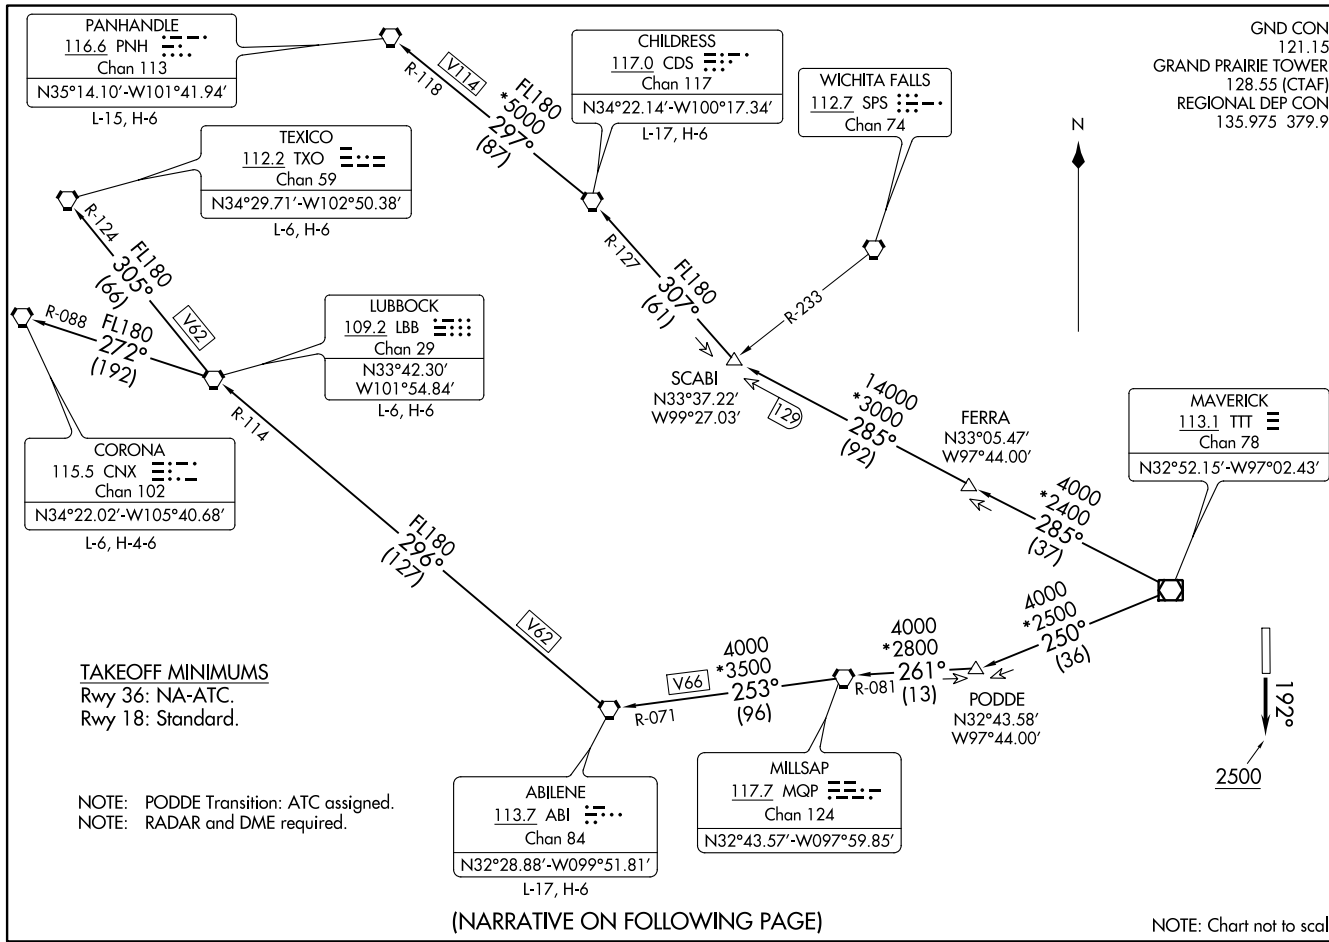 PANHANDLE
116.6 PNH
Chan 113
N35°14.10'-W101°41.94'
L-15, H-6
R-118
V114
FL180
*5000
297°
(87)
CHILDRESS
117.0 CDS
Chan 117
N34°22.14'-W100°17.34'
L-17, H-6
WICHITA FALLS
112.7 SPS
Chan 74
GND CON
121.15
GRAND PRAIRIE TOWER
128.55 (CTAF)
REGIONAL DEP CON
135.975 379.9
N
TEXICO
112.2 TXO
Chan 59
N34°29.71'-W102°50.38'
L-6, H-6
R-124
FL180
305°
(66)
V62
R-088
FL180
272°
(192)
LUBBOCK
109.2 LBB
Chan 29
N33°42.30'
W101°54.84'
L-6, H-6
R-127
FL180
307°
(61)
R-233
SCABI
N33°37.22'
W99°27.03'
129
14000
*3000
285°
(92)
FERRA
N33°05.47'
W97°44.00'
MAVERICK
113.1 TTT
Chan 78
N32°52.15'-W97°02.43'
CORONA
115.5 CNX
Chan 102
N34°22.02'-W105°40.68'
L-6, H-4-6
R-114
FL180
296°
(127)
V62
4000
*2400
285°
(37)
4000
*2500
250°
(36)
4000
*2800
261°
(13)
R-081
4000
*3500
253°
(96)
V66
R-071
PODDE
N32°43.58'
W97°44.00'
192°
2500
TAKEOFF MINIMUMS
Rwy 36: NA-ATC.
Rwy 18: Standard.
NOTE: PODDE Transition: ATC assigned.
NOTE: RADAR and DME required.
ABILENE
113.7 ABI
Chan 84
N32°28.88'-W099°51.81'
L-17, H-6
MILLSAP
117.7 MQP
Chan 124
N32°43.57'-W097°59.85'
(NARRATIVE ON FOLLOWING PAGE)
NOTE: Chart not to scal